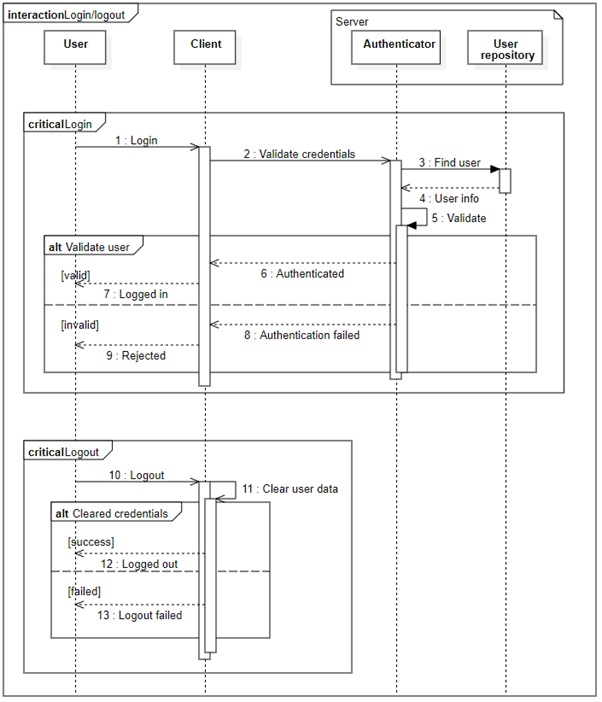 interactionLogin/logout
Server
User
Client
Authenticator
User
repository
criticalLogin
1 : Login
2 : Validate credentials
3 : Find user
4 : User info
5 : Validate
alt Validate user
6 : Authenticated
[valid]
7 : Logged in
[invalid]
8 : Authentication failed
9 : Rejected
criticalLogout
10 : Logout
11 : Clear user data
alt Cleared credentials
[success]
12 : Logged out
[failed]
13 : Logout failed